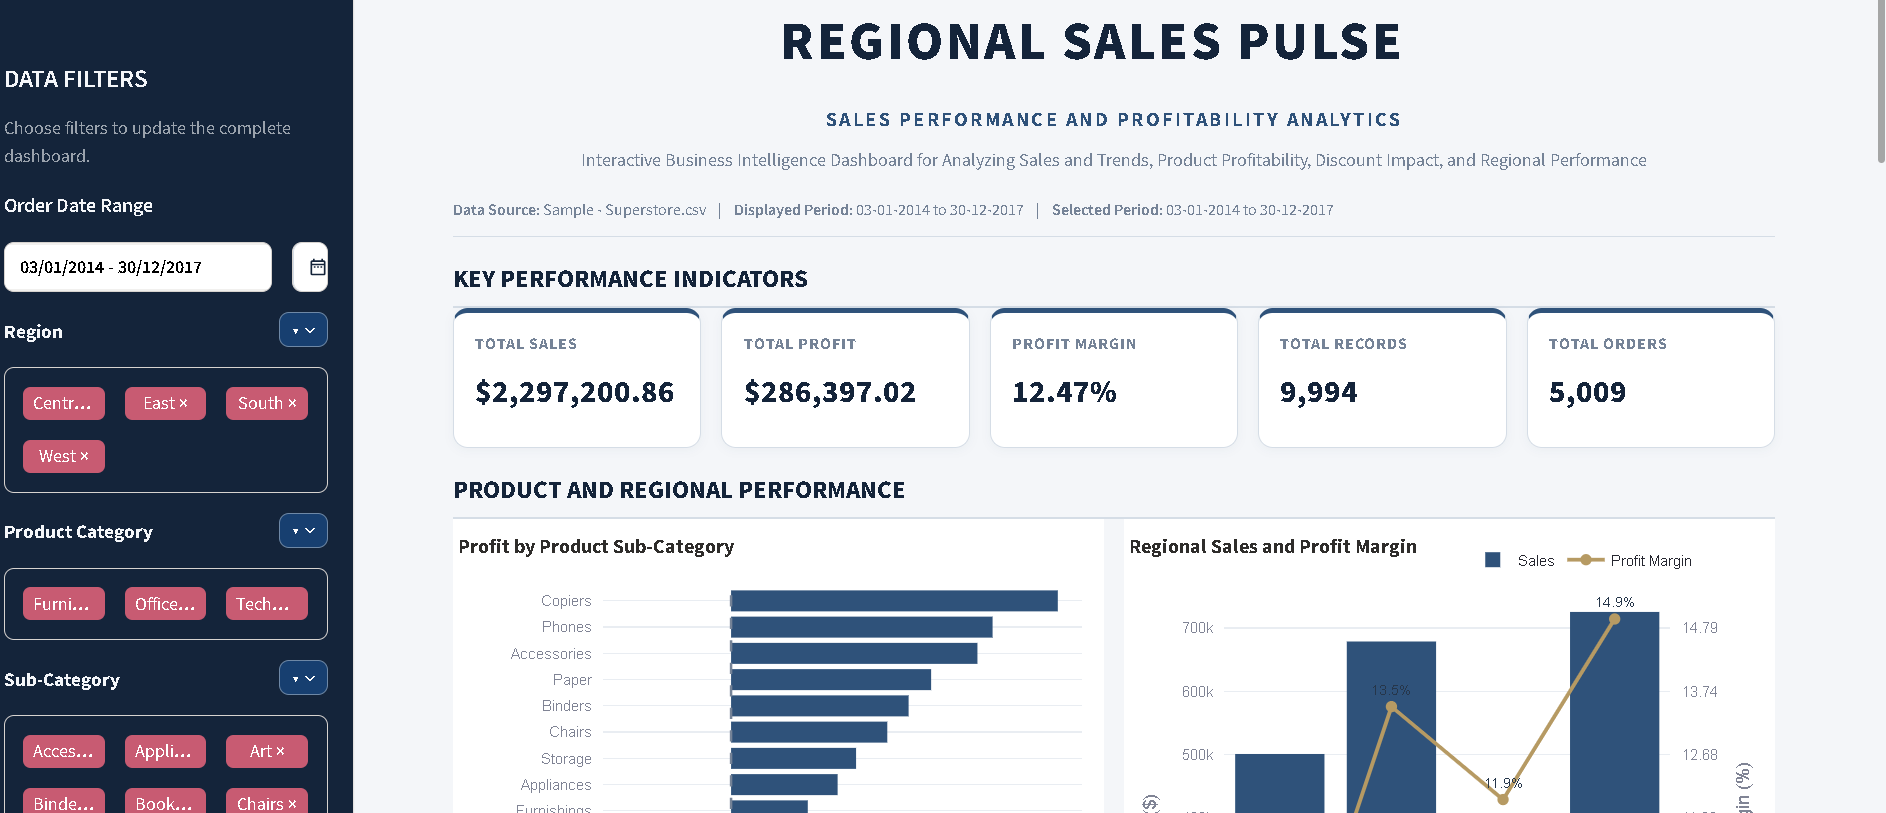 DATA FILTERS
Choose filters to update the complete
dashboard.
Order Date Range
03/01/2014 - 30/12/2017
Region
Centr...
East ×
South ×
West ×
Product Category
Furni...
Office...
Tech...
Sub-Category
Acces...
Appli...
Art ×
Binde...
Book...
Chairs ×
REGIONAL SALES PULSE
SALES PERFORMANCE AND PROFITABILITY ANALYTICS
Interactive Business Intelligence Dashboard for Analyzing Sales and Trends, Product Profitability, Discount Impact, and Regional Performance
Data Source: Sample - Superstore.csv | Displayed Period: 03-01-2014 to 30-12-2017 | Selected Period: 03-01-2014 to 30-12-2017
KEY PERFORMANCE INDICATORS
TOTAL SALES
$2,297,200.86
TOTAL PROFIT
$286,397.02
PROFIT MARGIN
12.47%
TOTAL RECORDS
9,994
TOTAL ORDERS
5,009
PRODUCT AND REGIONAL PERFORMANCE
Profit by Product Sub-Category
Copiers
Phones
Accessories
Paper
Binders
Chairs
Storage
Appliances
Furnishings
Regional Sales and Profit Margin
Sales
Profit Margin
700k
600k
500k
14.9%
13.5%
11.9%
14.79
13.74
12.68
($)
gin (%)